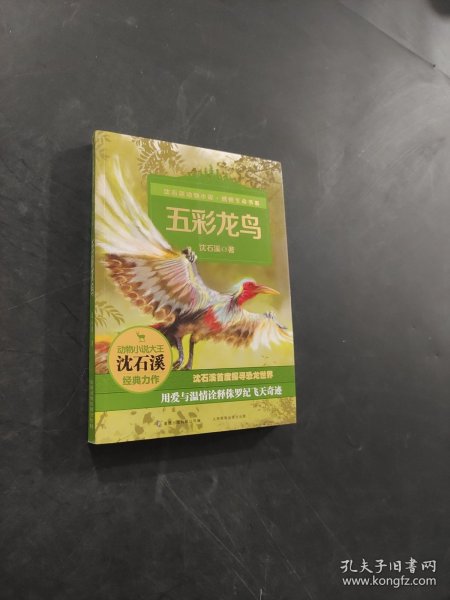 沈石溪动物小说·感悟生命书系
五彩龙鸟
沈石溪◎著
动物小说大王
沈石溪
经典力作
沈石溪首度探寻恐龙世界
用爱与温情诠释侏罗纪飞天奇迹
孔夫子旧书网
www.kongfz.com